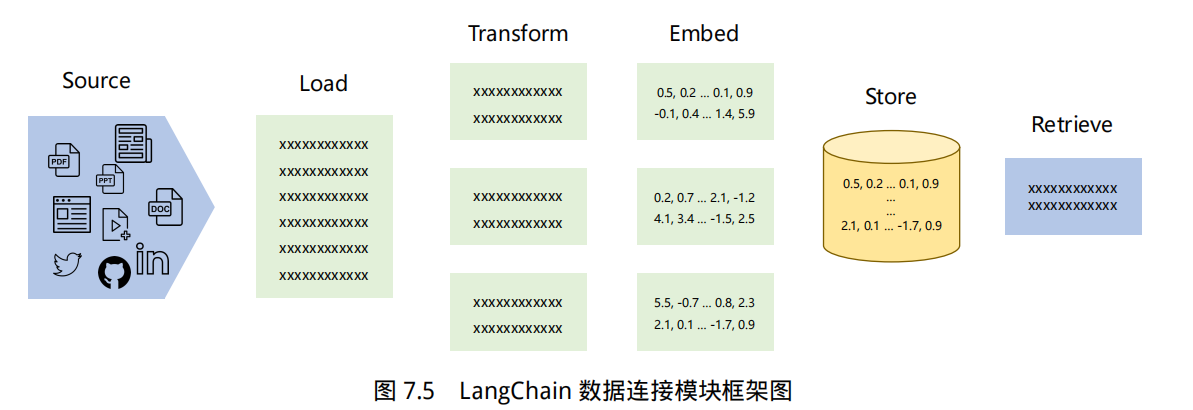 Source
PDF
PPT
DOC
in
Load
xxxxxxxxxxxx
xxxxxxxxxxxx
xxxxxxxxxxxx
xxxxxxxxxxxx
xxxxxxxxxxxx
xxxxxxxxxxxx
Transform
xxxxxxxxxxxx
xxxxxxxxxxxx
xxxxxxxxxxxx
xxxxxxxxxxxx
xxxxxxxxxxxx
xxxxxxxxxxxx
Embed
0.5, 0.2 ... 0.1, 0.9
-0.1, 0.4 ... 1.4, 5.9
0.2, 0.7 ... 2.1, -1.2
4.1, 3.4 ... -1.5, 2.5
5.5, -0.7 ... 0.8, 2.3
2.1, 0.1 ... -1.7, 0.9
Store
0.5, 0.2 ... 0.1, 0.9
...
...
2.1, 0.1 ... -1.7, 0.9
Retrieve
xxxxxxxxxxxx
xxxxxxxxxxxx
图 7.5 LangChain 数据连接模块框架图